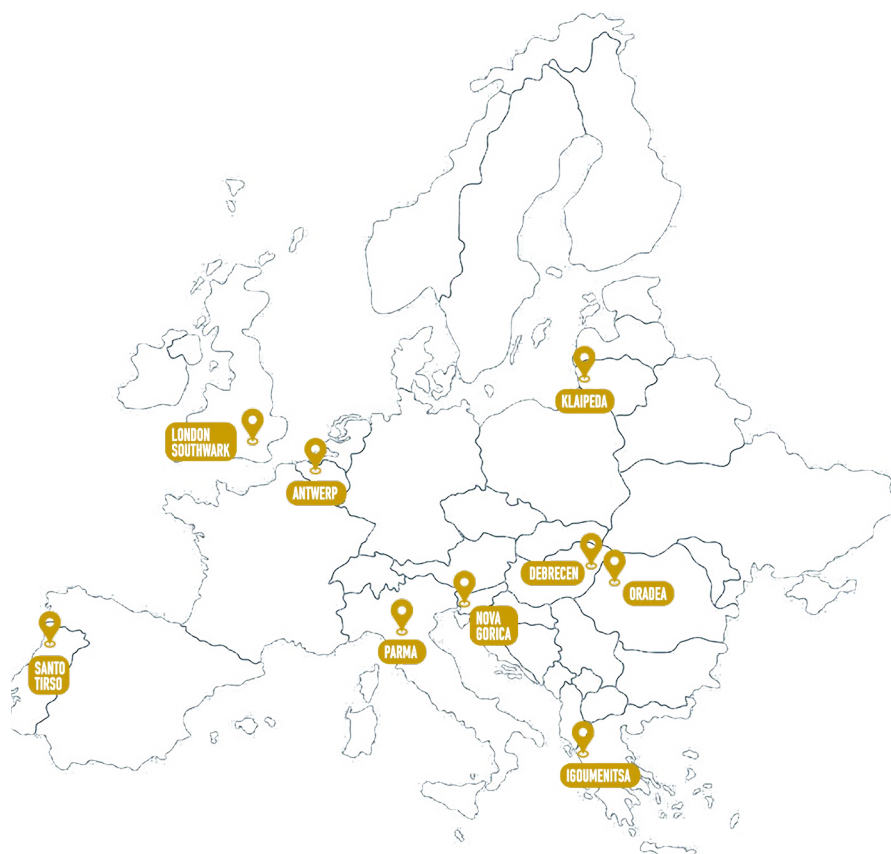 KLAIPEDA
LONDON
SOUTHWARK
ANTWERP
DEBRECEN
ORADEA
NOVA
GORICA
PARMA
SANTO
TIRSO
IGOUMENITSA